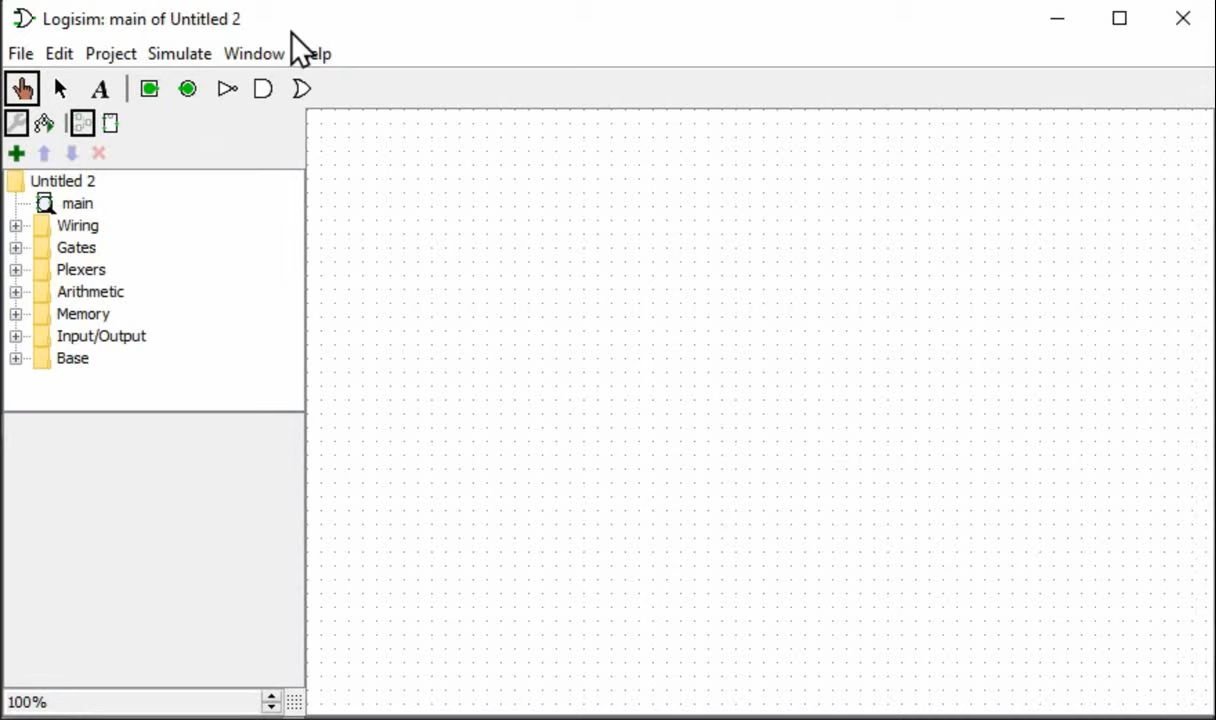 Logisim: main of Untitled 2
File Edit Project Simulate Window
A
Untitled 2
main
Wiring
Gates
Plexers
Arithmetic
Memory
Input/Output
Base
100%